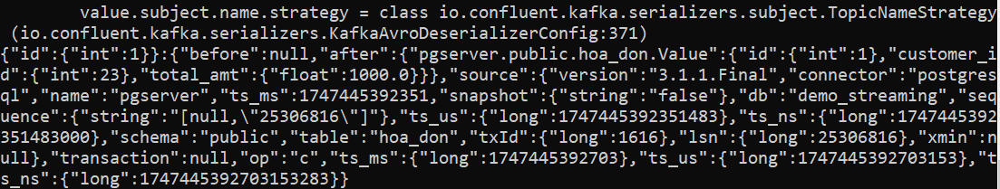 value.subject.name.strategy = class io.confluent.kafka.serializers.subject.TopicNameStrategy
(io.confluent.kafka.serializers.KafkaAvroDeserializerConfig:371)
{"id":{"int":1}}:{"before":null,"after":{"pgserver.public.hoa_don.Value":{"id":{"int":1},"customer_i
d":{"int":23},"total_amt":{"float":1000.0}}},"source":{"version":"3.1.1.Final","connector":"postgres
ql","name":"pgserver","ts_ms":1747445392351,"snapshot":{"string":"false"},"db":"demo_streaming","seq
uence":{"string":"[null,\"25306816\"]"},"ts_us":{"long":1747445392351483},"ts_ns":{"long":1747445392
351483000},"schema":"public","table":"hoa_don","txId":{"long":1616},"lsn":{"long":25306816},"xmin":n
ull},"transaction":null,"op":"c","ts_ms":{"long":1747445392703},"ts_us":{"long":1747445392703153},"t
s_ns":{"long":1747445392703153283}}